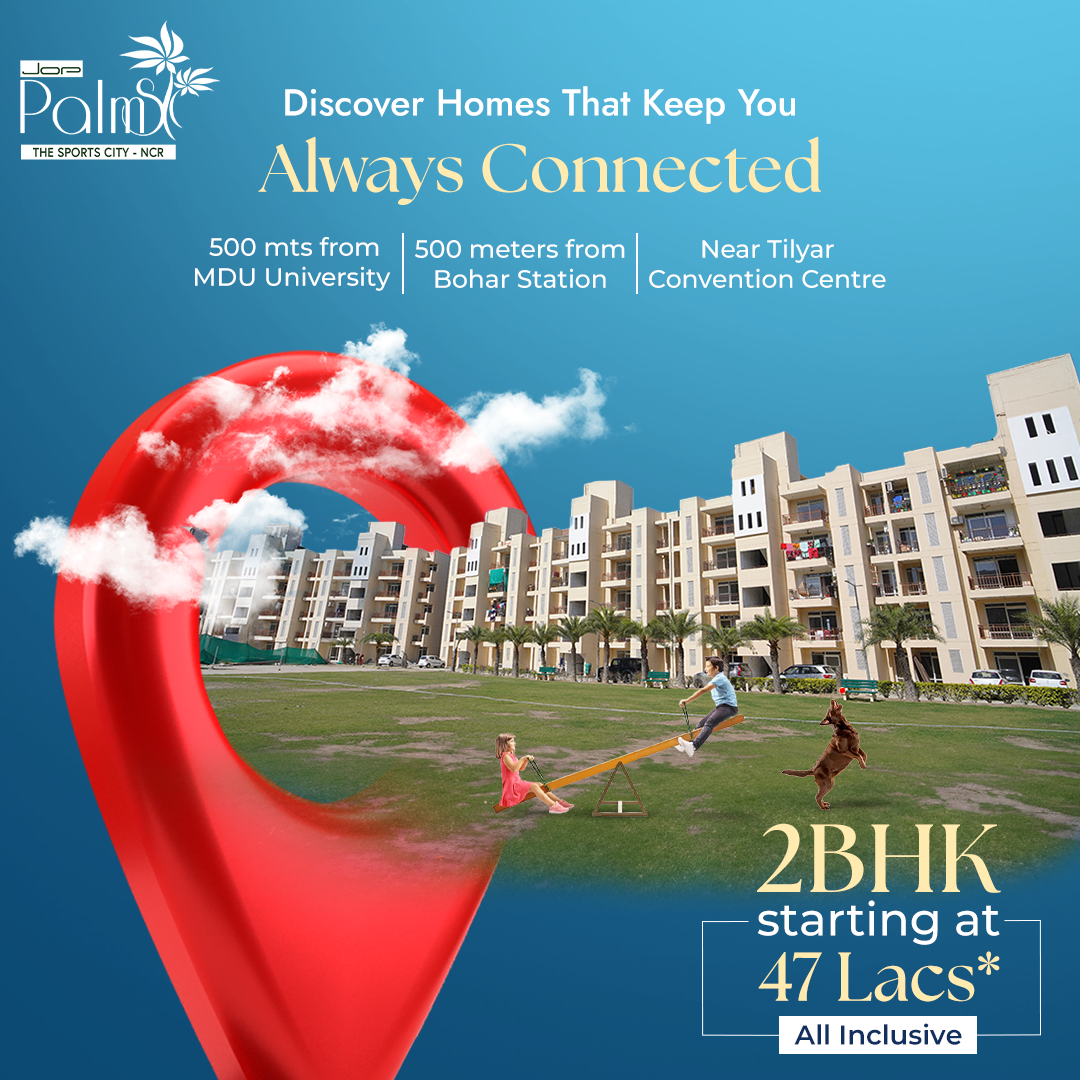 JOP
Palms
THE SPORTS CITY - NCR
Discover Homes That Keep You
Always Connected
500 mts from
MDU University
500 meters from
Bohar Station
Near Tilyar
Convention Centre
2BHK
starting at
47 Lacs*
All Inclusive